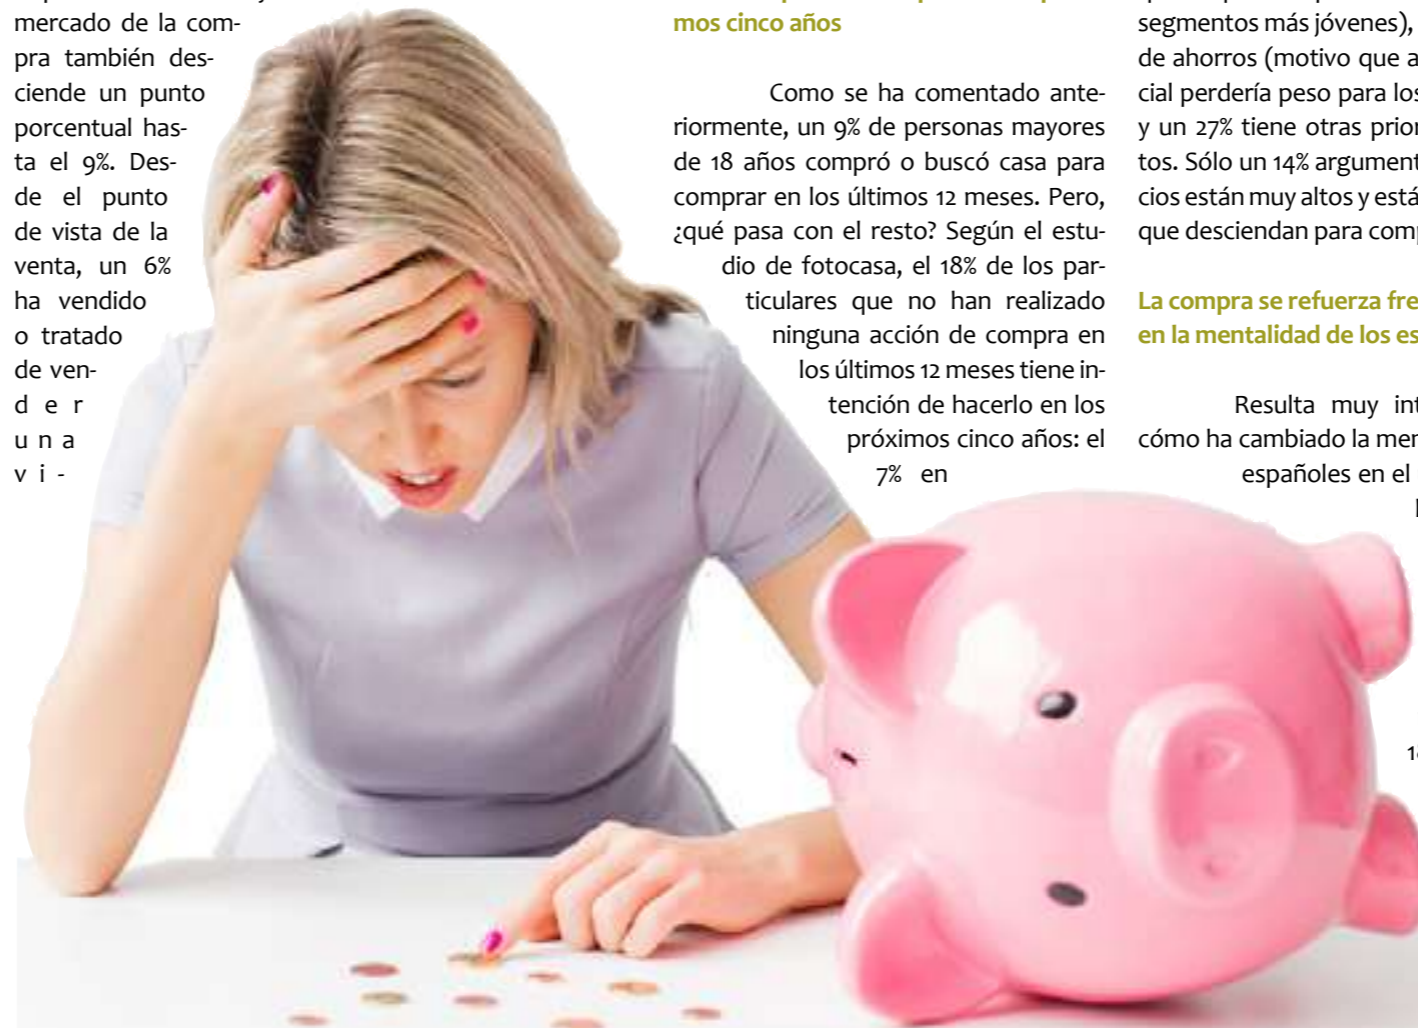 mercado de la com-
pra también des-
ciende un punto
porcentual has-
ta el 9%. Des-
de el punto
de vista de la
venta, un 6%
ha vendido
o tratado
de ven-
der
una
vi-
mos cinco años
Como se ha comentado ante-
riormente, un 9% de personas mayores
de 18 años compró o buscó casa para
comprar en los últimos 12 meses. Pero,
¿qué pasa con el resto? Según el estu-
dio de fotocasa, el 18% de los par-
ticulares que no han realizado
ninguna acción de compra en
los últimos 12 meses tiene in-
tención de hacerlo en los
próximos cinco años: el
7% en
segmentos más jóvenes),
de ahorros (motivo que a
cial perdería peso para los
y un 27% tiene otras prior
tos. Sólo un 14% argument
cios están muy altos y está
que desciendan para comp
La compra se refuerza fre
en la mentalidad de los es
Resulta muy int
cómo ha cambiado la men
españoles en el